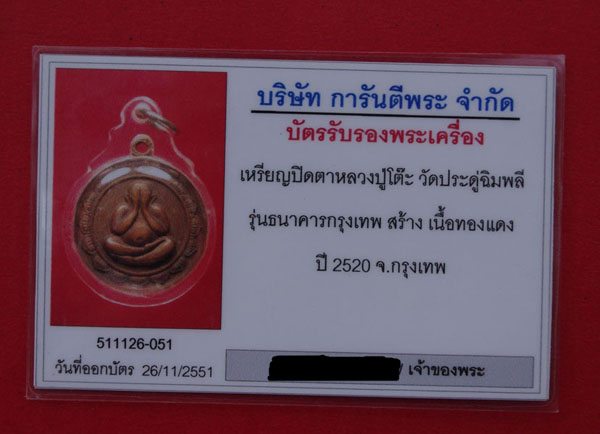 บริษัท การันตีพระ จำกัด
บัตรรับรองพระเครื่อง
เหรียญปิดตาหลวงปู่โต๊ะ วัดประดู่ฉิมพลี
รุ่นธนาคารกรุงเทพ สร้าง เนื้อทองแดง
ปี 2520 จ.กรุงเทพ
511126-051
วันที่ออกบัตร 26/11/2551
/ เจ้าของพระ